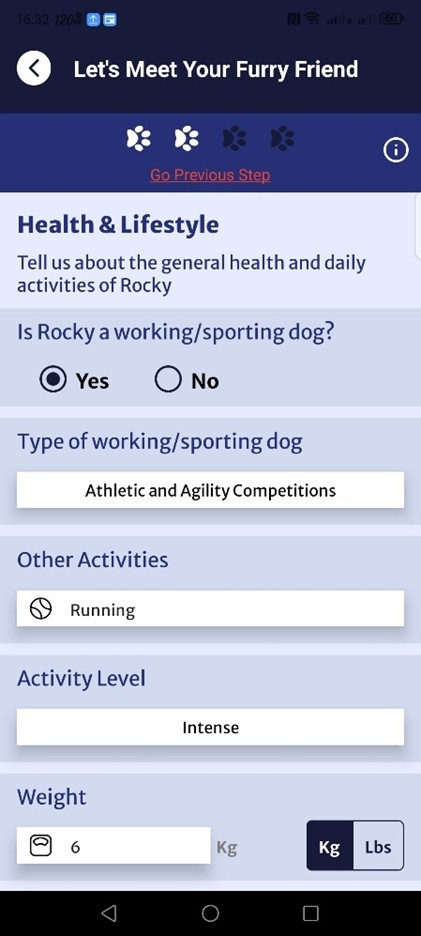 16:32
Let's Meet Your Furry Friend
Go Previous Step
Health & Lifestyle
Tell us about the general health and daily
activities of Rocky
Is Rocky a working/sporting dog?
Yes No
Type of working/sporting dog
Athletic and Agility Competitions
Other Activities
Running
Activity Level
Intense
Weight
6 Kg Kg Lbs